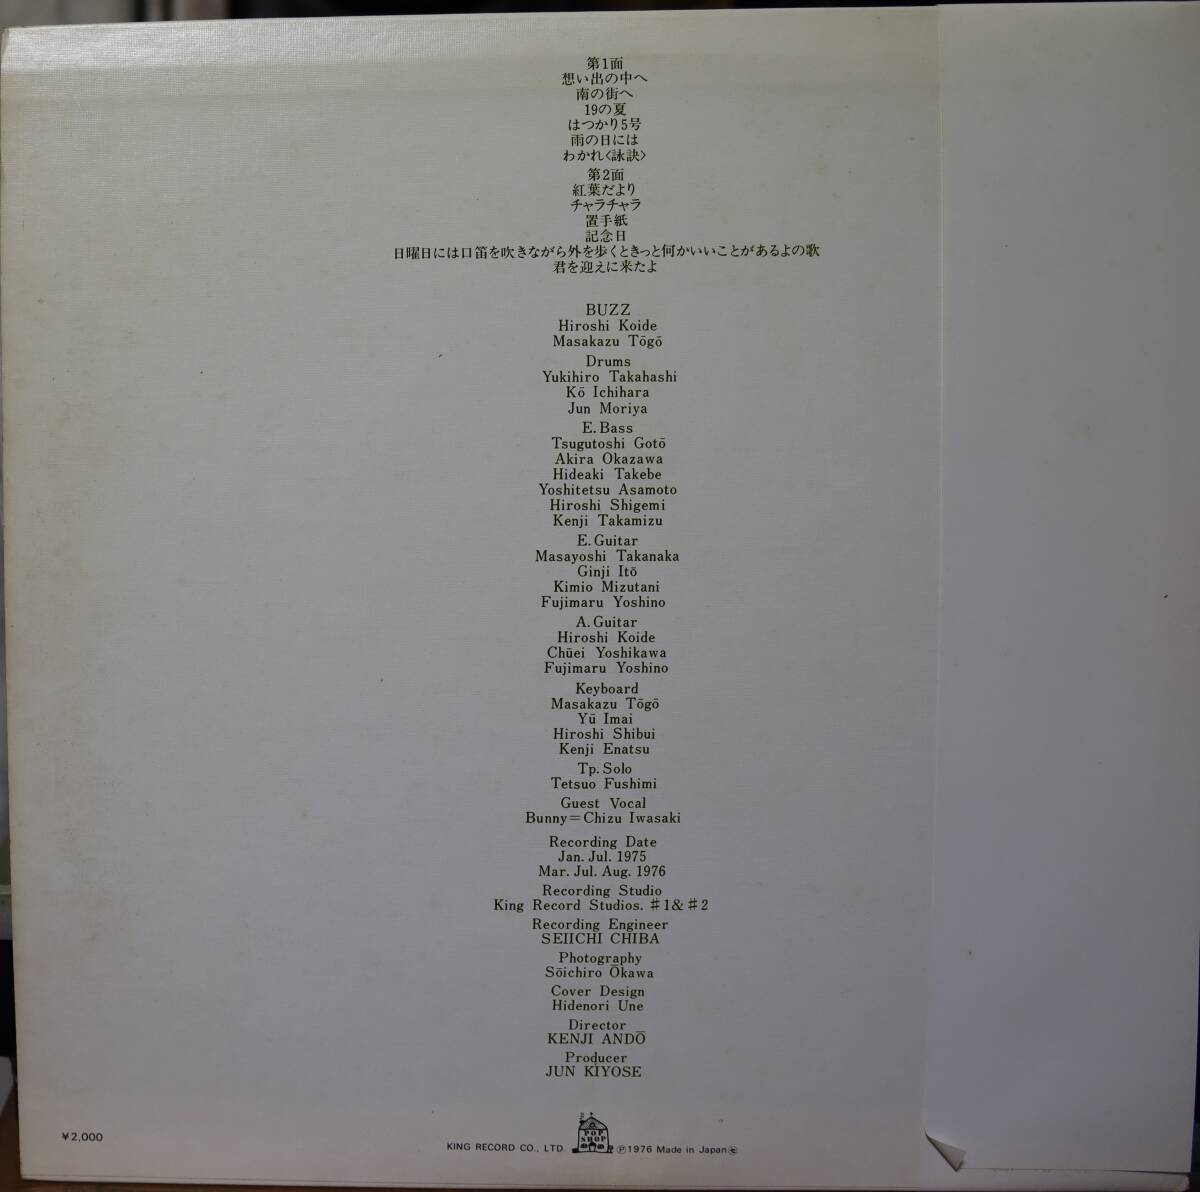 第1面
想い出の中へ
南の街へ
19の夏
はつかり5号
雨の日には
わかれ〈詠訣〉
第2面
紅葉だより
チャラチャラ
置手紙
記念日
日曜日には口笛を吹きながら外を歩くときっと何かいいことがあるよの歌
君を迎えに来たよ
BUZZ
Hiroshi Koide
Masakazu Tōgō
Drums
Yukihiro Takahashi
Kō Ichihara
Jun Moriya
E.Bass
Tsugutoshi Gotō
Akira Okazawa
Hideaki Takebe
Yoshitetsu Asamoto
Hiroshi Shigemi
Kenji Takamizu
E.Guitar
Masayoshi Takanaka
Ginji Itō
Kimio Mizutani
Fujimaru Yoshino
A.Guitar
Hiroshi Koide
Chūei Yoshikawa
Fujimaru Yoshino
Keyboard
Masakazu Tōgō
Yū Imai
Hiroshi Shibui
Kenji Enatsu
Tp.Solo
Tetsuo Fushimi
Guest Vocal
Bunny=Chizu Iwasaki
Recording Date
Jan. Jul. 1975
Mar. Jul. Aug. 1976
Recording Studio
King Record Studios. ♯1&♯2
Recording Engineer
SEIICHI CHIBA
Photography
Sōichiro Ōkawa
Cover Design
Hidenori Une
Director
KENJI ANDŌ
Producer
JUN KIYOSE
¥2,000
POP SHOP
KING RECORD CO., LTD. ℗1976 Made in Japan